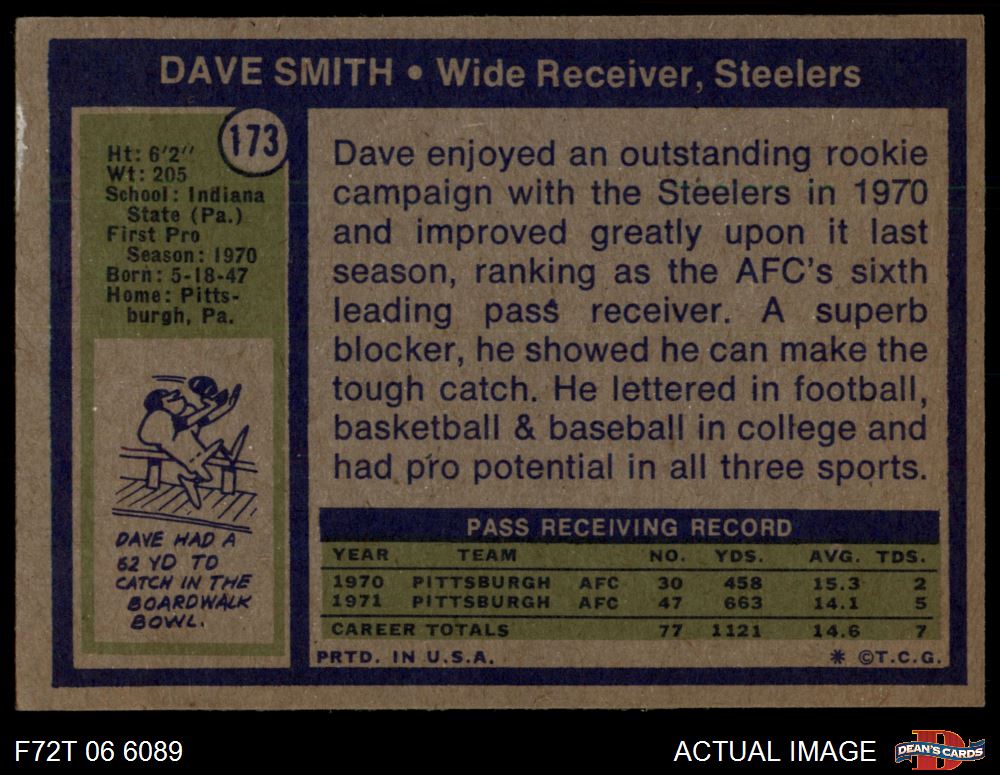 DAVE SMITH • Wide Receiver, Steelers
173
Ht: 6'2"
Wt: 205
School: Indiana
State (Pa.)
First Pro
Season: 1970
Born: 5-18-47
Home: Pitts-
burgh, Pa.
DAVE HAD A
62 YD TO
CATCH IN THE
BOARDWALK
BOWL.
Dave enjoyed an outstanding rookie
campaign with the Steelers in 1970
and improved greatly upon it last
season, ranking as the AFC's sixth
leading pass receiver. A superb
blocker, he showed he can make the
tough catch. He lettered in football,
basketball & baseball in college and
had pro potential in all three sports.
PASS RECEIVING RECORD
YEAR TEAM NO. YDS. AVG. TDS.
1970 PITTSBURGH AFC 30 458 15.3 2
1971 PITTSBURGH AFC 47 663 14.1 5
CAREER TOTALS 77 1121 14.6 7
PRTD. IN U.S.A. * ©T.C.G.
F72T 06 6089 ACTUAL IMAGE DEAN'S CARDS